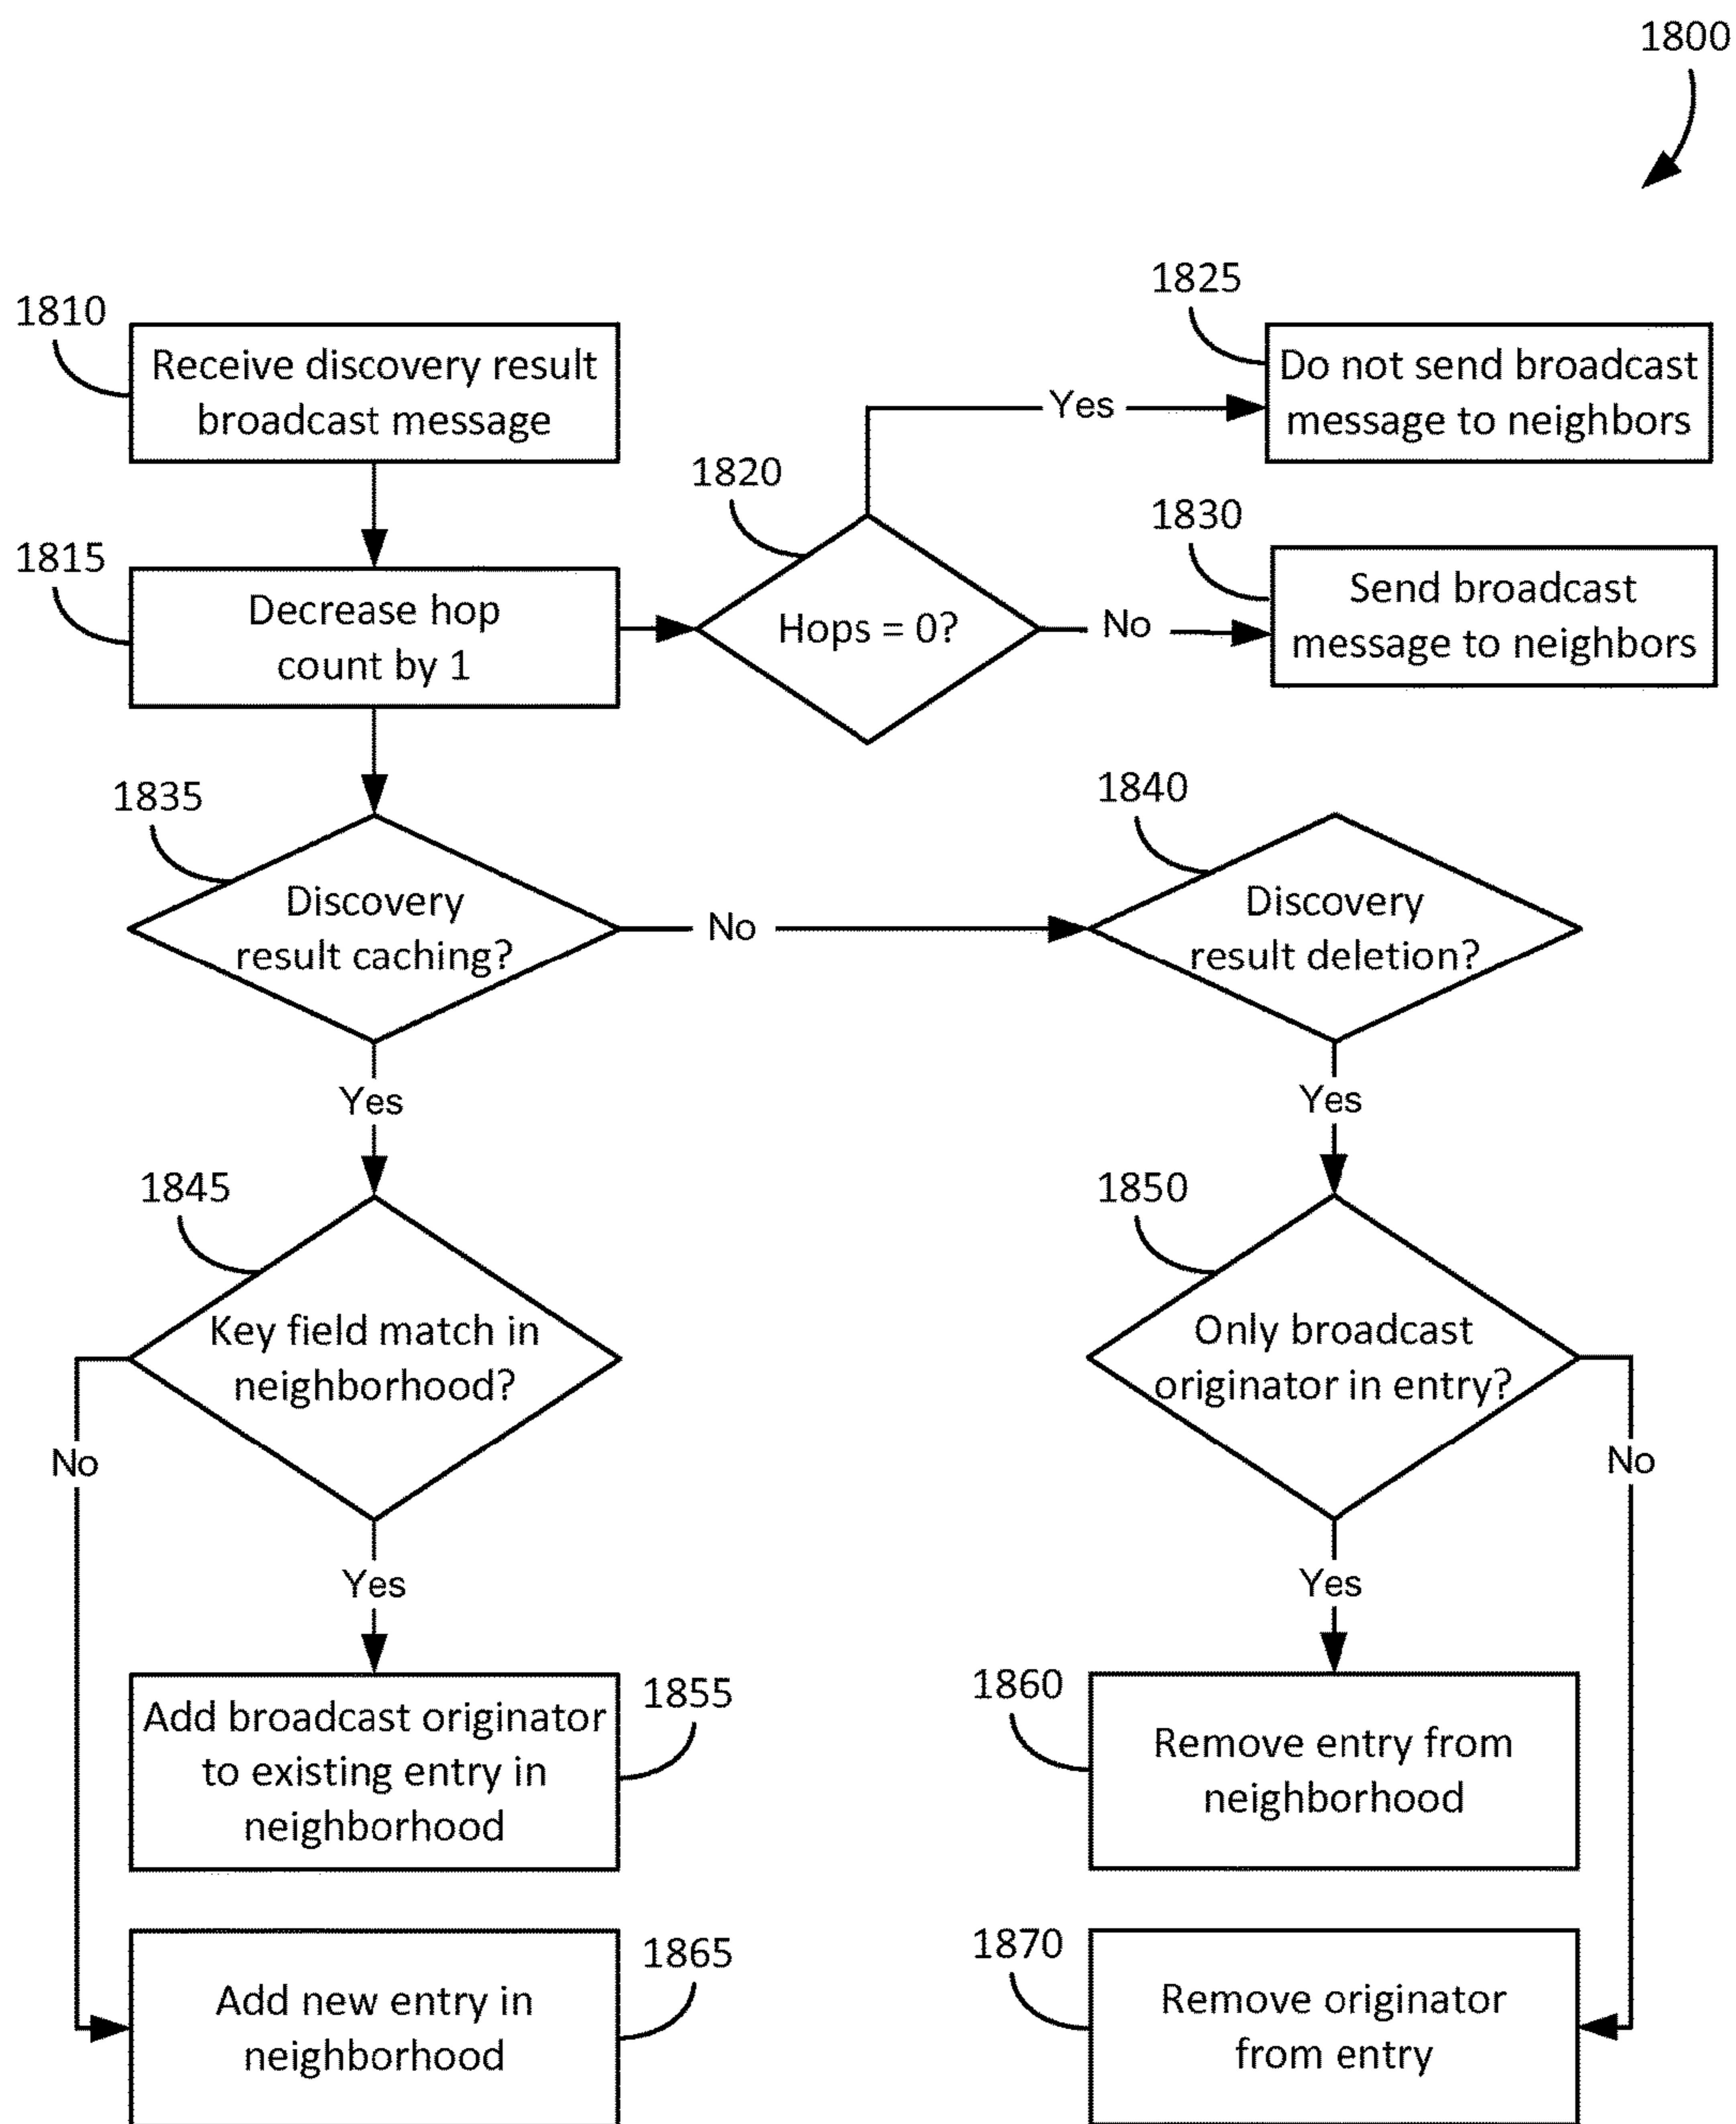 1800
1825
1810
Do not send broadcast
message to neighbors
Receive discovery result
broadcast message
Yes
1820
1830
1815
Send broadcast
message to neighbors
Decrease hop
count by 1
Hops = 0?
No
1835
1840
Discovery
result caching?
No
Discovery
result deletion?
Yes
Yes
1845
1850
Key field match in
neighborhood?
Only broadcast
originator in entry?
No
No
Yes
Yes
1855
1860
Add broadcast originator
to existing entry in
neighborhood
Remove entry from
neighborhood
1865
1870
Add new entry in
neighborhood
Remove originator
from entry